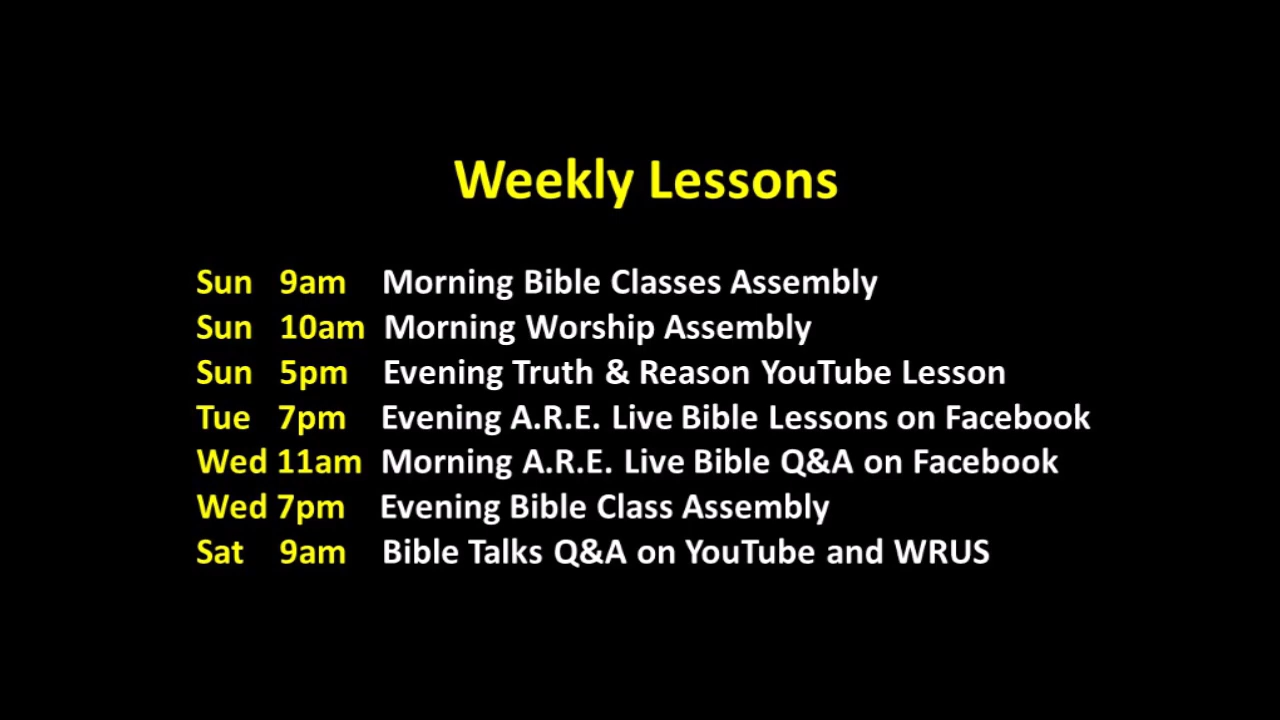 Weekly Lessons
Sun 9am Morning Bible Classes Assembly
Sun 10am Morning Worship Assembly
Sun 5pm Evening Truth & Reason YouTube Lesson
Tue 7pm Evening A.R.E. Live Bible Lessons on Facebook
Wed 11am Morning A.R.E. Live Bible Q&A on Facebook
Wed 7pm Evening Bible Class Assembly
Sat 9am Bible Talks Q&A on YouTube and WRUS